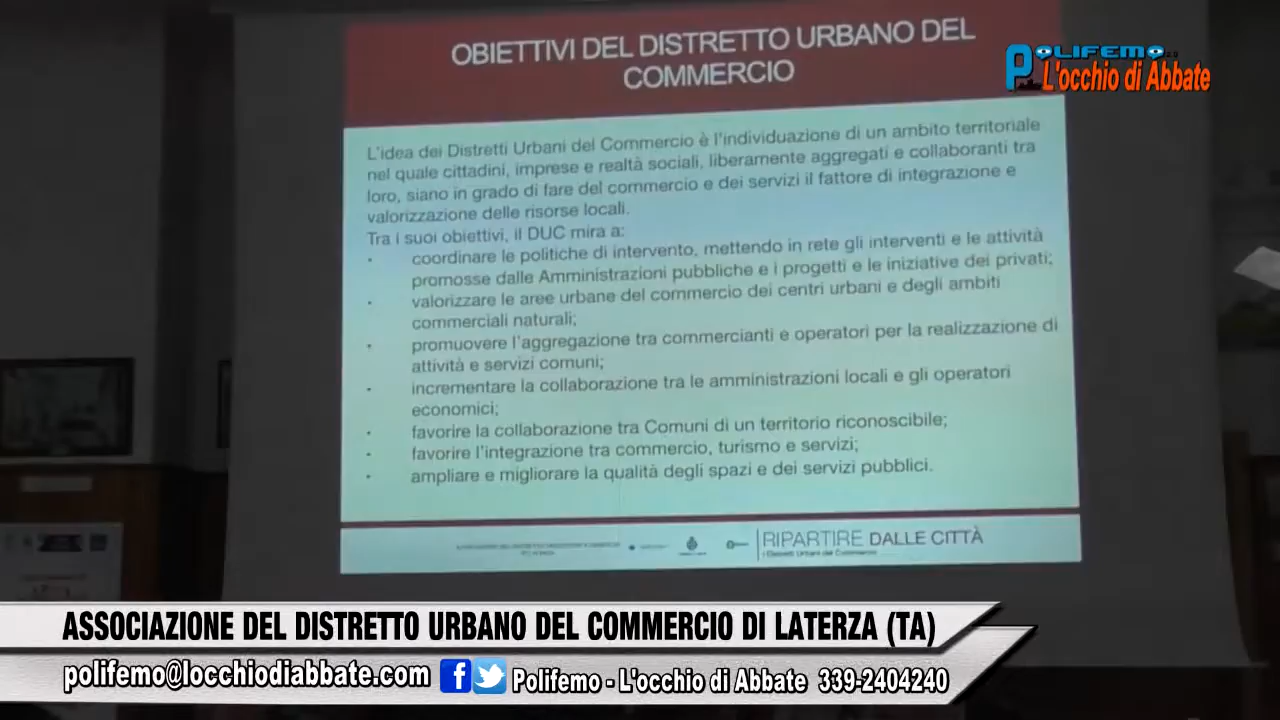 OBIETTIVI DEL DISTRETTO URBANO DEL
COMMERCIO
POLIFEMO
L'occhio di Abbate
L'idea dei Distretti Urbani del Commercio è l'individuazione di un ambito territoriale
nel quale cittadini, imprese e realtà sociali, liberamente aggregati e collaboranti tra
loro, siano in grado di fare del commercio e dei servizi il fattore di integrazione e
valorizzazione delle risorse locali.
Tra i suoi obiettivi, il DUC mira a:
· coordinare le politiche di intervento, mettendo in rete gli interventi e le attività
promosse dalle Amministrazioni pubbliche e i progetti e le iniziative dei privati;
· valorizzare le aree urbane del commercio dei centri urbani e degli ambiti
commerciali naturali;
· promuovere l'aggregazione tra commercianti e operatori per la realizzazione di
attività e servizi comuni;
· incrementare la collaborazione tra le amministrazioni locali e gli operatori
economici;
· favorire la collaborazione tra Comuni di un territorio riconoscibile;
· favorire l'integrazione tra commercio, turismo e servizi;
· ampliare e migliorare la qualità degli spazi e dei servizi pubblici.
RIPARTIRE DALLE CITTÀ
I Distretti Urbani del Commercio
ASSOCIAZIONE DEL DISTRETTO URBANO DEL COMMERCIO DI LATERZA (TA)
polifemo@locchiodiabbate.com f Polifemo - L'occhio di Abbate 339-2404240